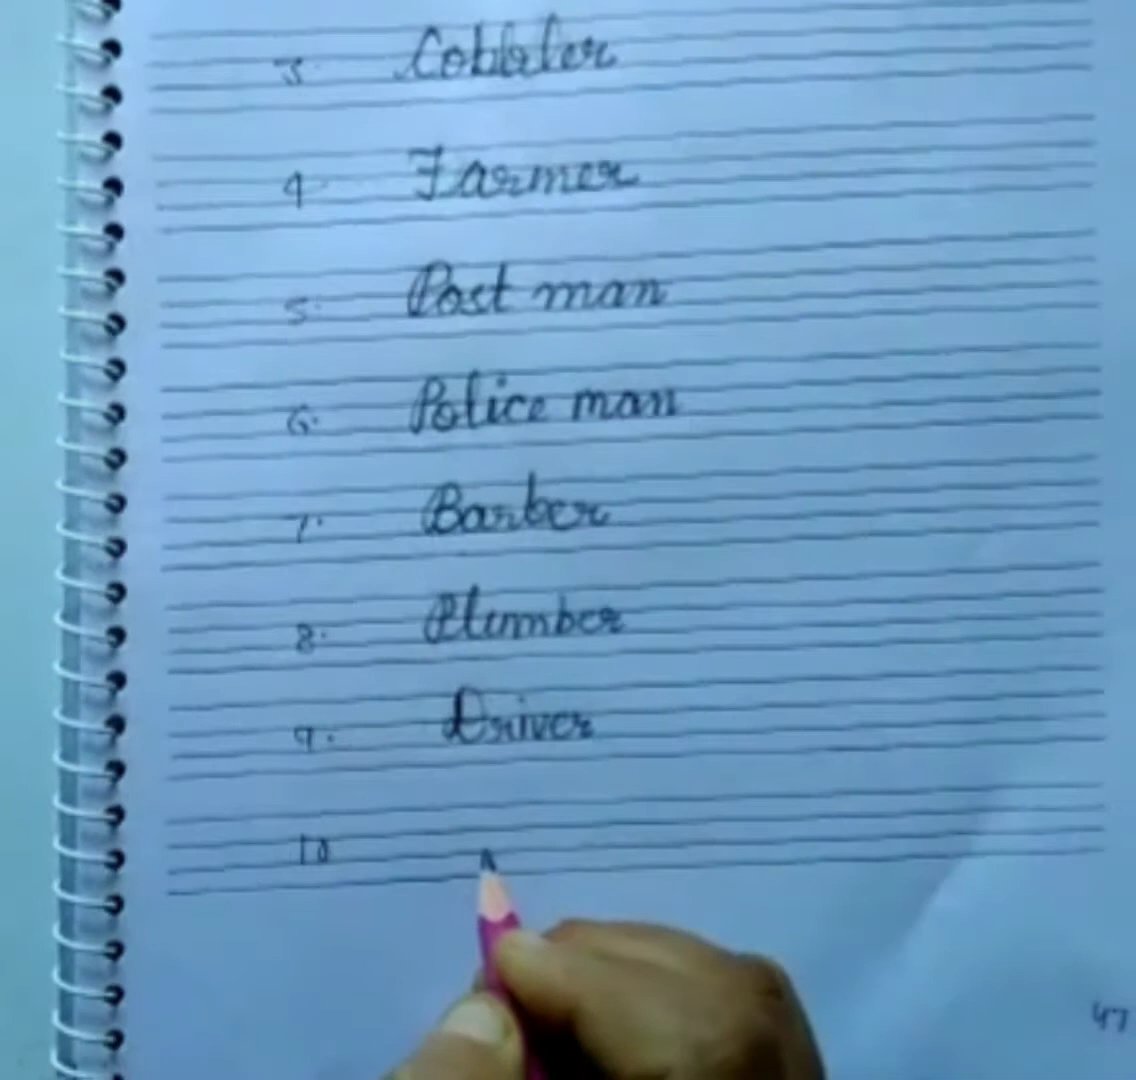 3. Cobbler
4. Farmer
5. Post man
6. Police man
7. Barber
8. Plumber
9. Driver
10
47